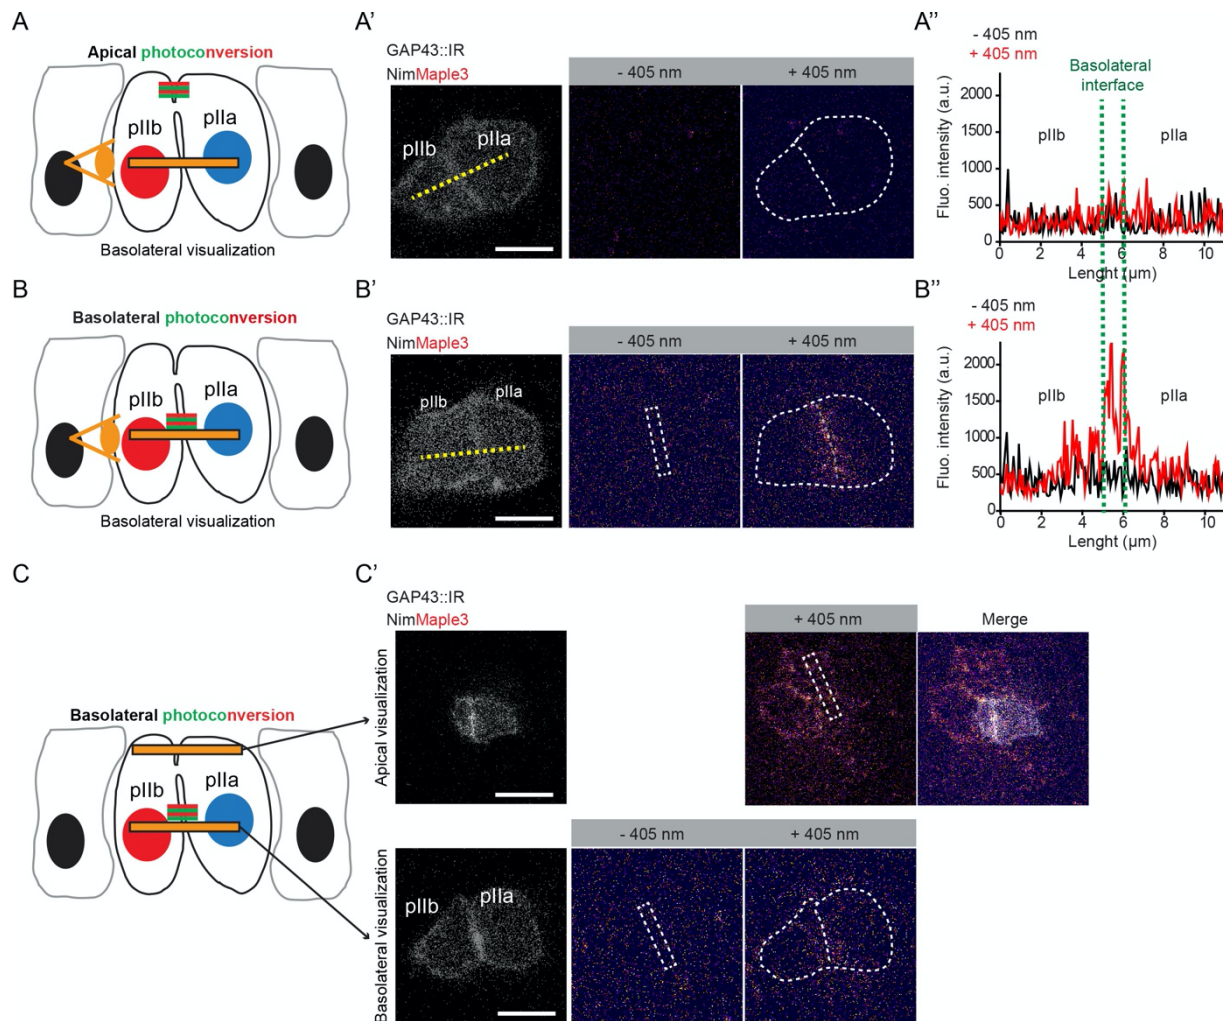 A
Apical photoconversion
pIIb
pIIa
Basolateral visualization
A'
GAP43::IR
NimMaple3
pIIb
pIIa
- 405 nm
+ 405 nm
A''
- 405 nm
+ 405 nm
Basolateral
interface
Fluo. intensity (a.u.)
2000
1500
1000
500
0
pIIb
pIIa
0 2 4 6 8 10
Lenght (µm)
B
Basolateral photoconversion
pIIb
pIIa
Basolateral visualization
B'
GAP43::IR
NimMaple3
pIIb
pIIa
- 405 nm
+ 405 nm
B''
- 405 nm
+ 405 nm
Fluo. intensity (a.u.)
2000
1500
1000
500
0
pIIb
pIIa
0 2 4 6 8 10
Lenght (µm)
C
Basolateral photoconversion
pIIb
pIIa
C'
GAP43::IR
NimMaple3
Apical visualization
+ 405 nm
Merge
Basolateral visualization
pIIb
pIIa
- 405 nm
+ 405 nm